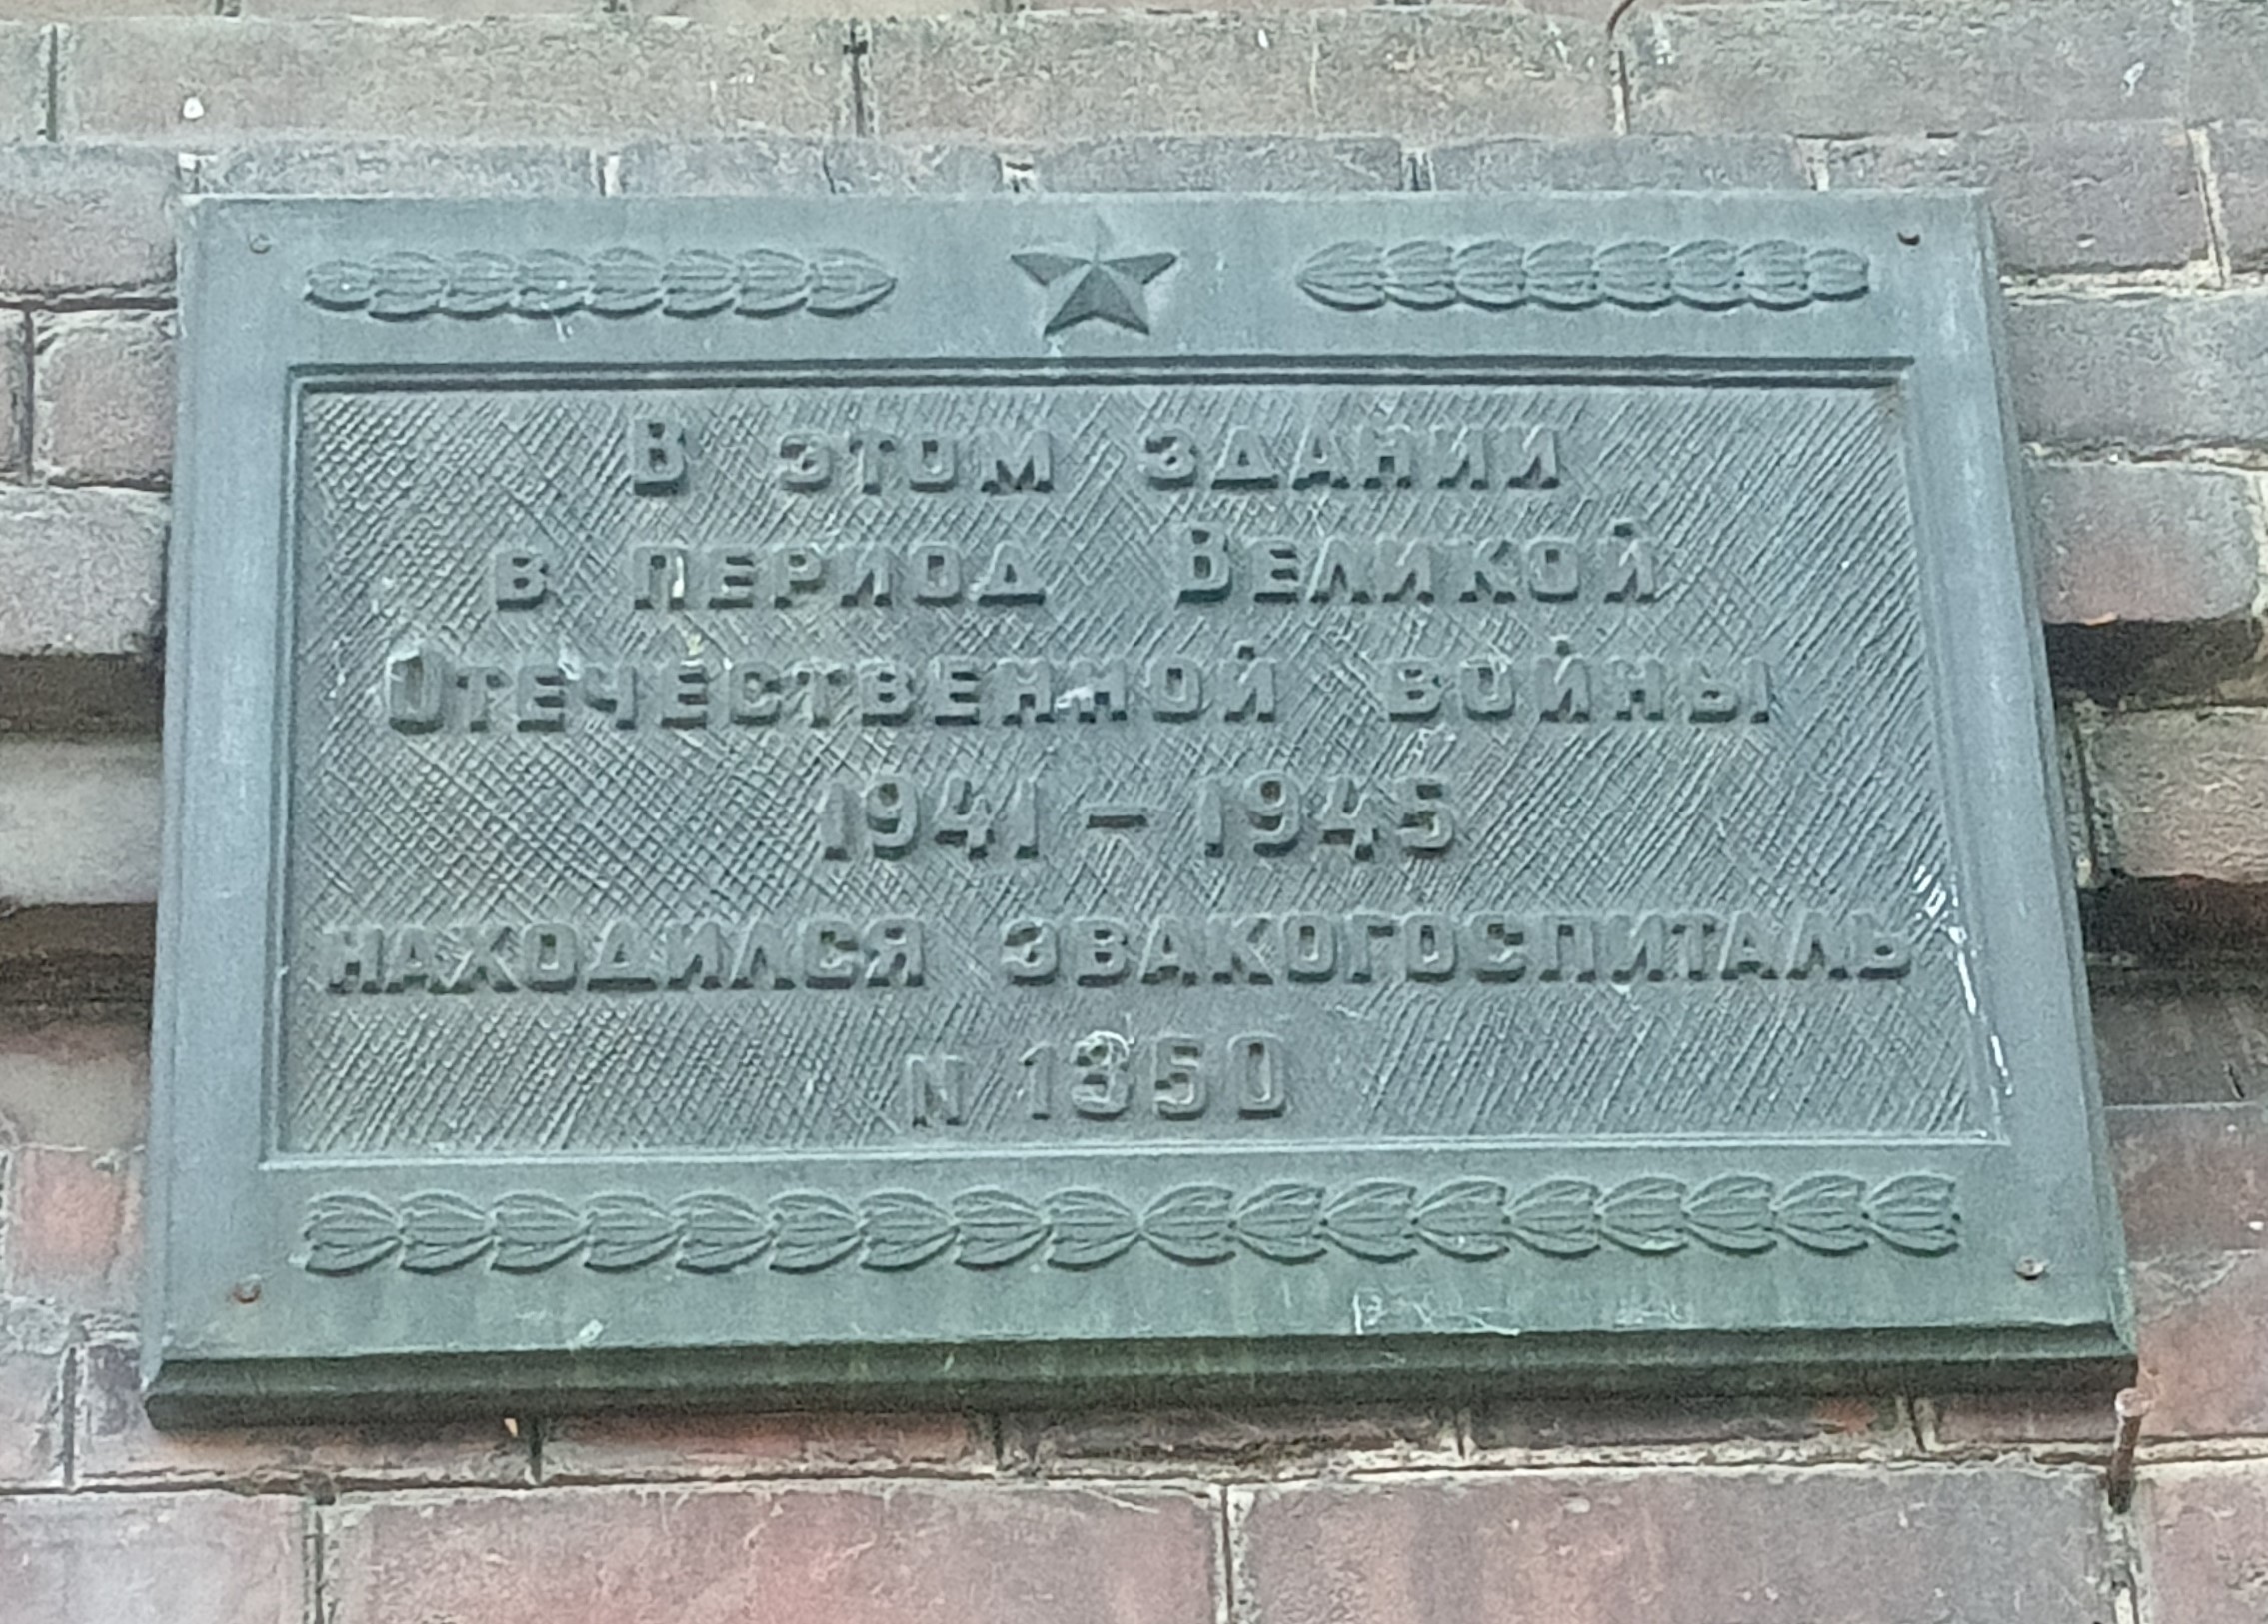 В этом здании
в период Великой
Отечественной войны
1941 – 1945
находился эвакогоспиталь
N 1350